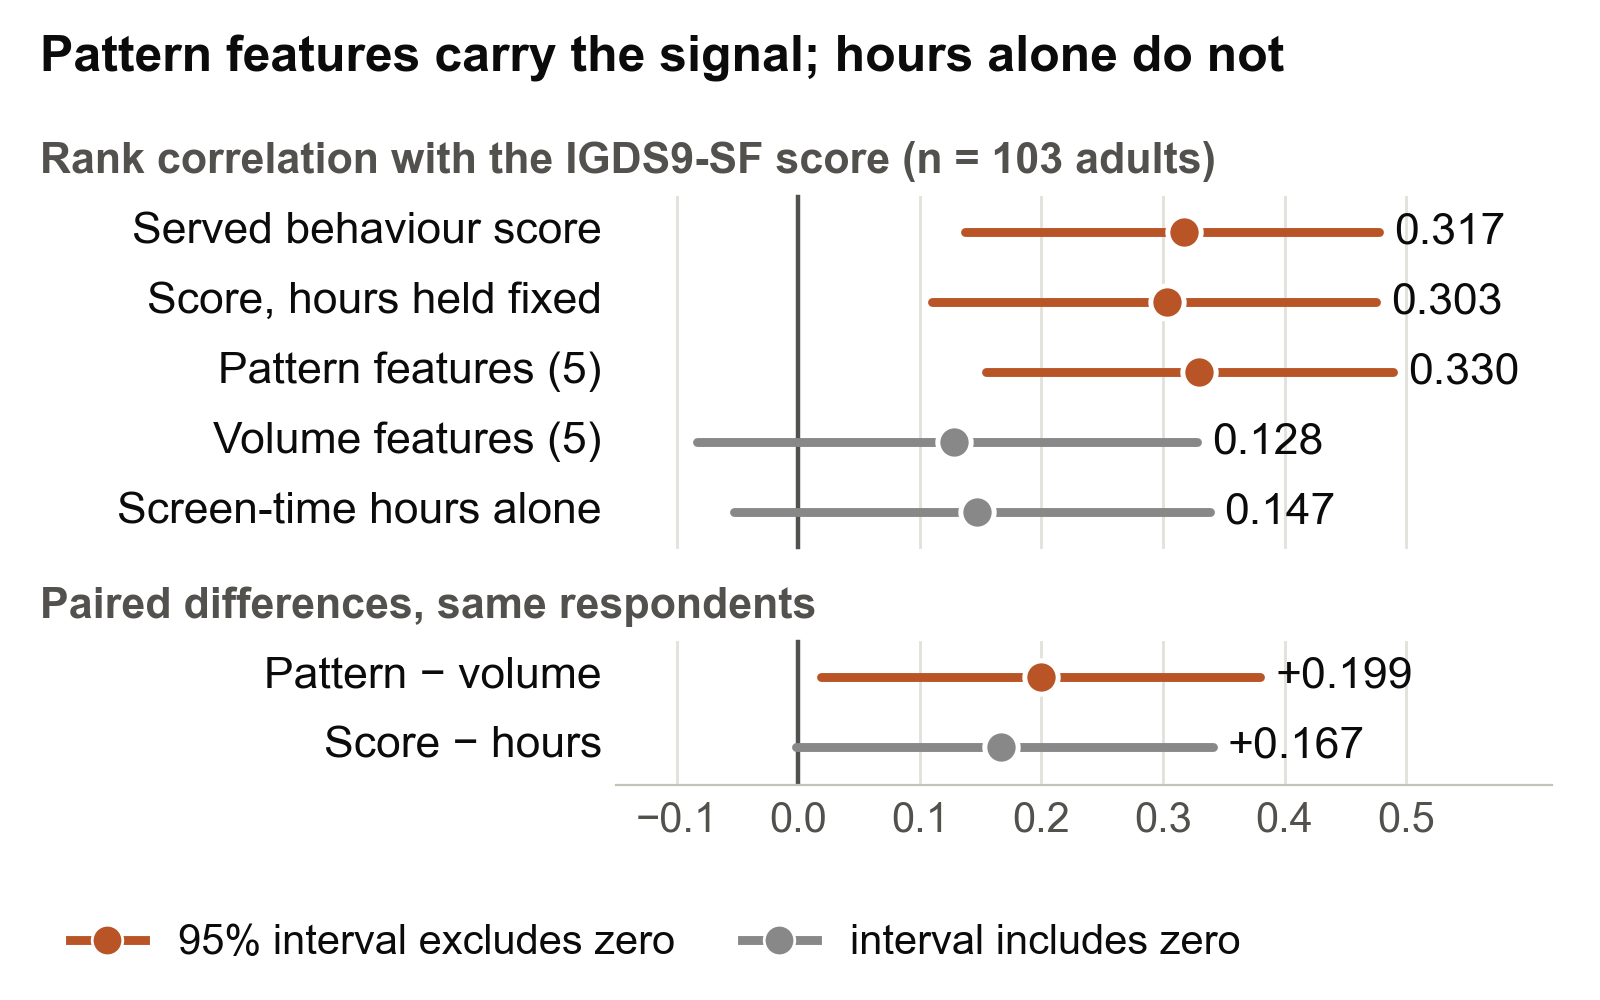 Pattern features carry the signal; hours alone do not
Rank correlation with the IGDS9-SF score (n = 103 adults)
Served behaviour score 0.317
Score, hours held fixed 0.303
Pattern features (5) 0.330
Volume features (5) 0.128
Screen-time hours alone 0.147
Paired differences, same respondents
Pattern − volume +0.199
Score − hours +0.167
−0.1 0.0 0.1 0.2 0.3 0.4 0.5
95% interval excludes zero interval includes zero